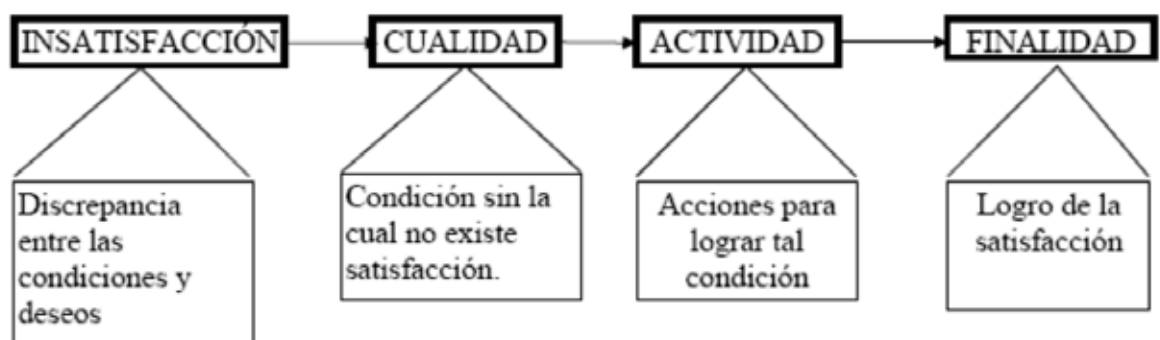 INSATISFACCIÓN
CUALIDAD
ACTIVIDAD
FINALIDAD
Discrepancia
entre las
condiciones y
deseos
Condición sin la
cual no existe
satisfacción.
Acciones para
lograr tal
condición
Logro de la
satisfacción